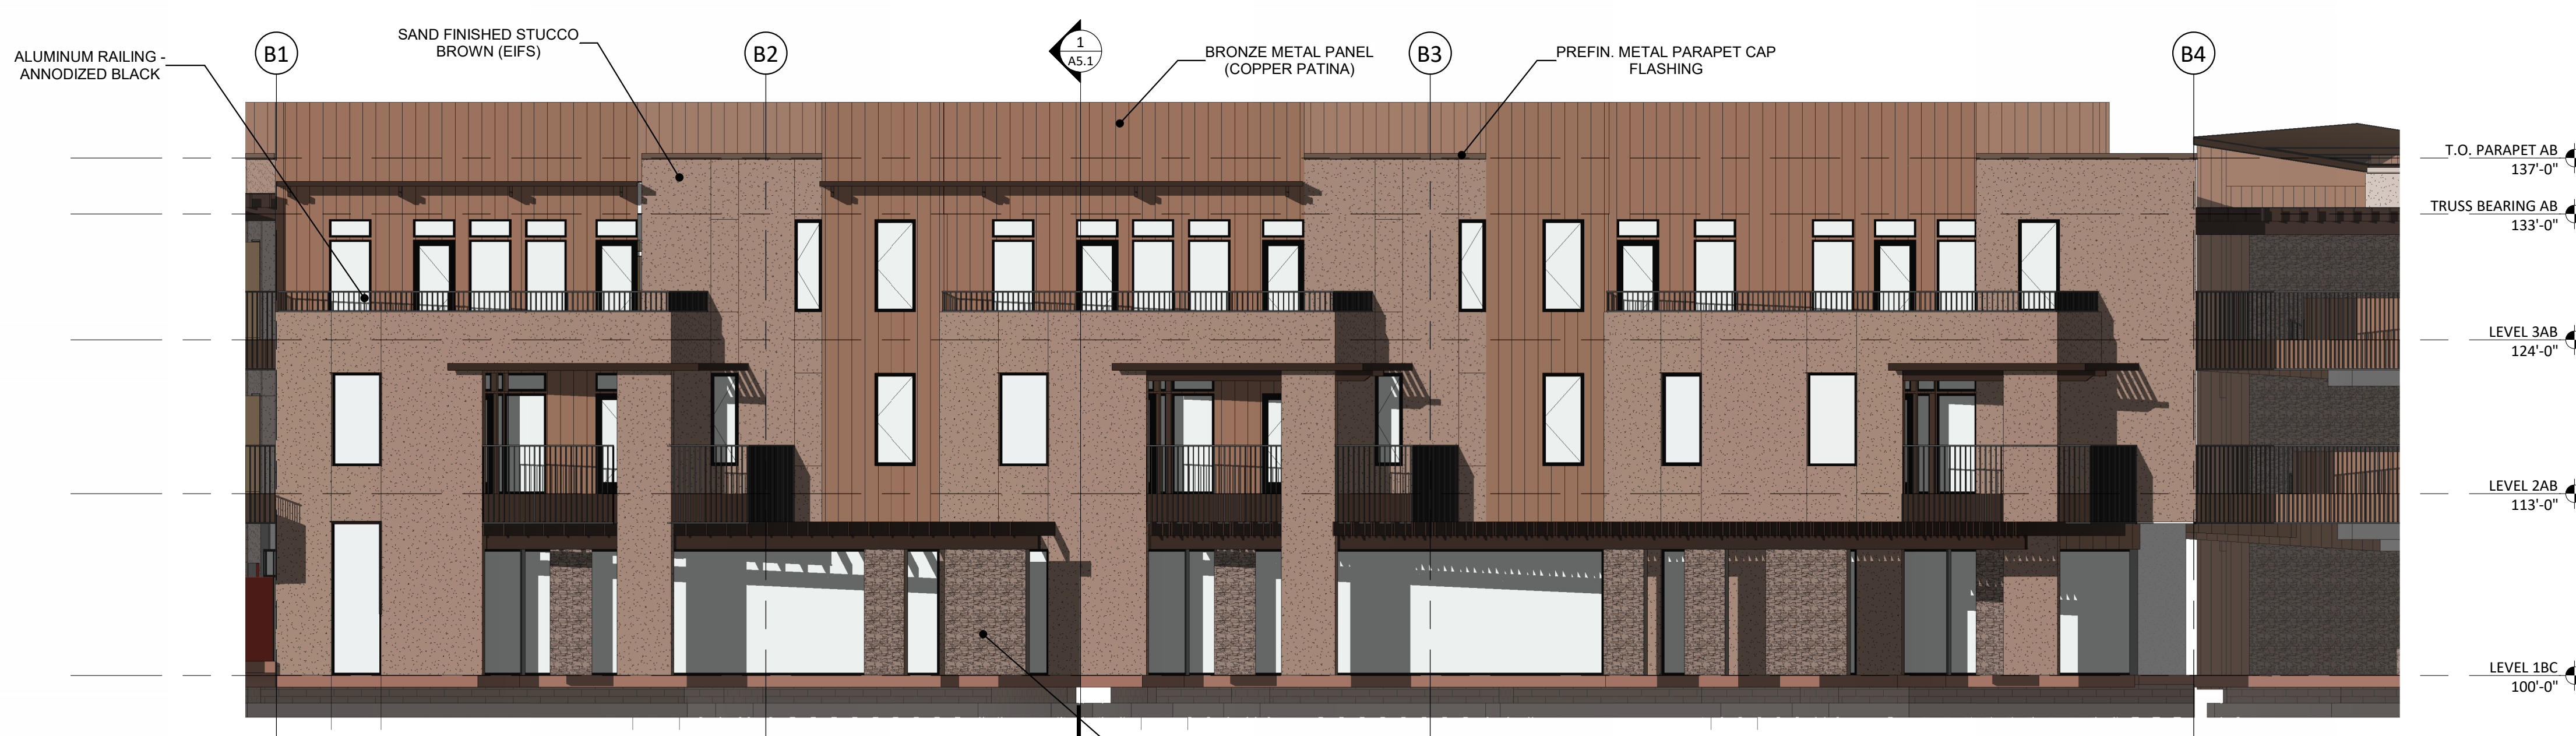 ALUMINUM RAILING -
ANNODIZED BLACK
B1
SAND FINISHED STUCCO
BROWN (EIFS)
B2
1
A5.1
BRONZE METAL PANEL
(COPPER PATINA)
B3
PREFIN. METAL PARAPET CAP
FLASHING
B4
T.O. PARAPET AB
137'-0"
TRUSS BEARING AB
133'-0"
LEVEL 3AB
124'-0"
LEVEL 2AB
113'-0"
LEVEL 1BC
100'-0"